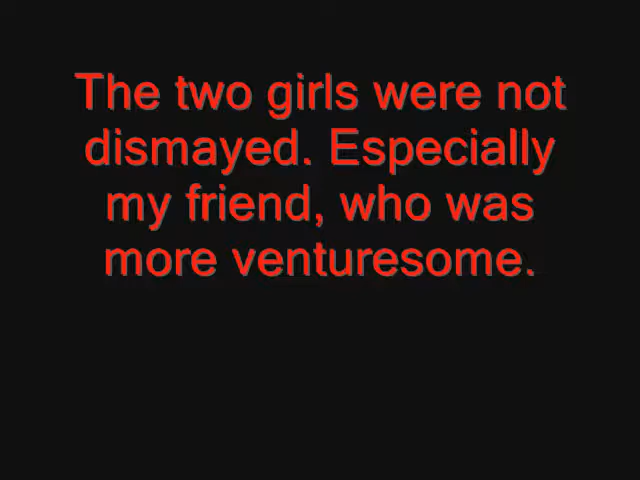 The two girls were not
dismayed. Especially
my friend, who was
more venturesome.